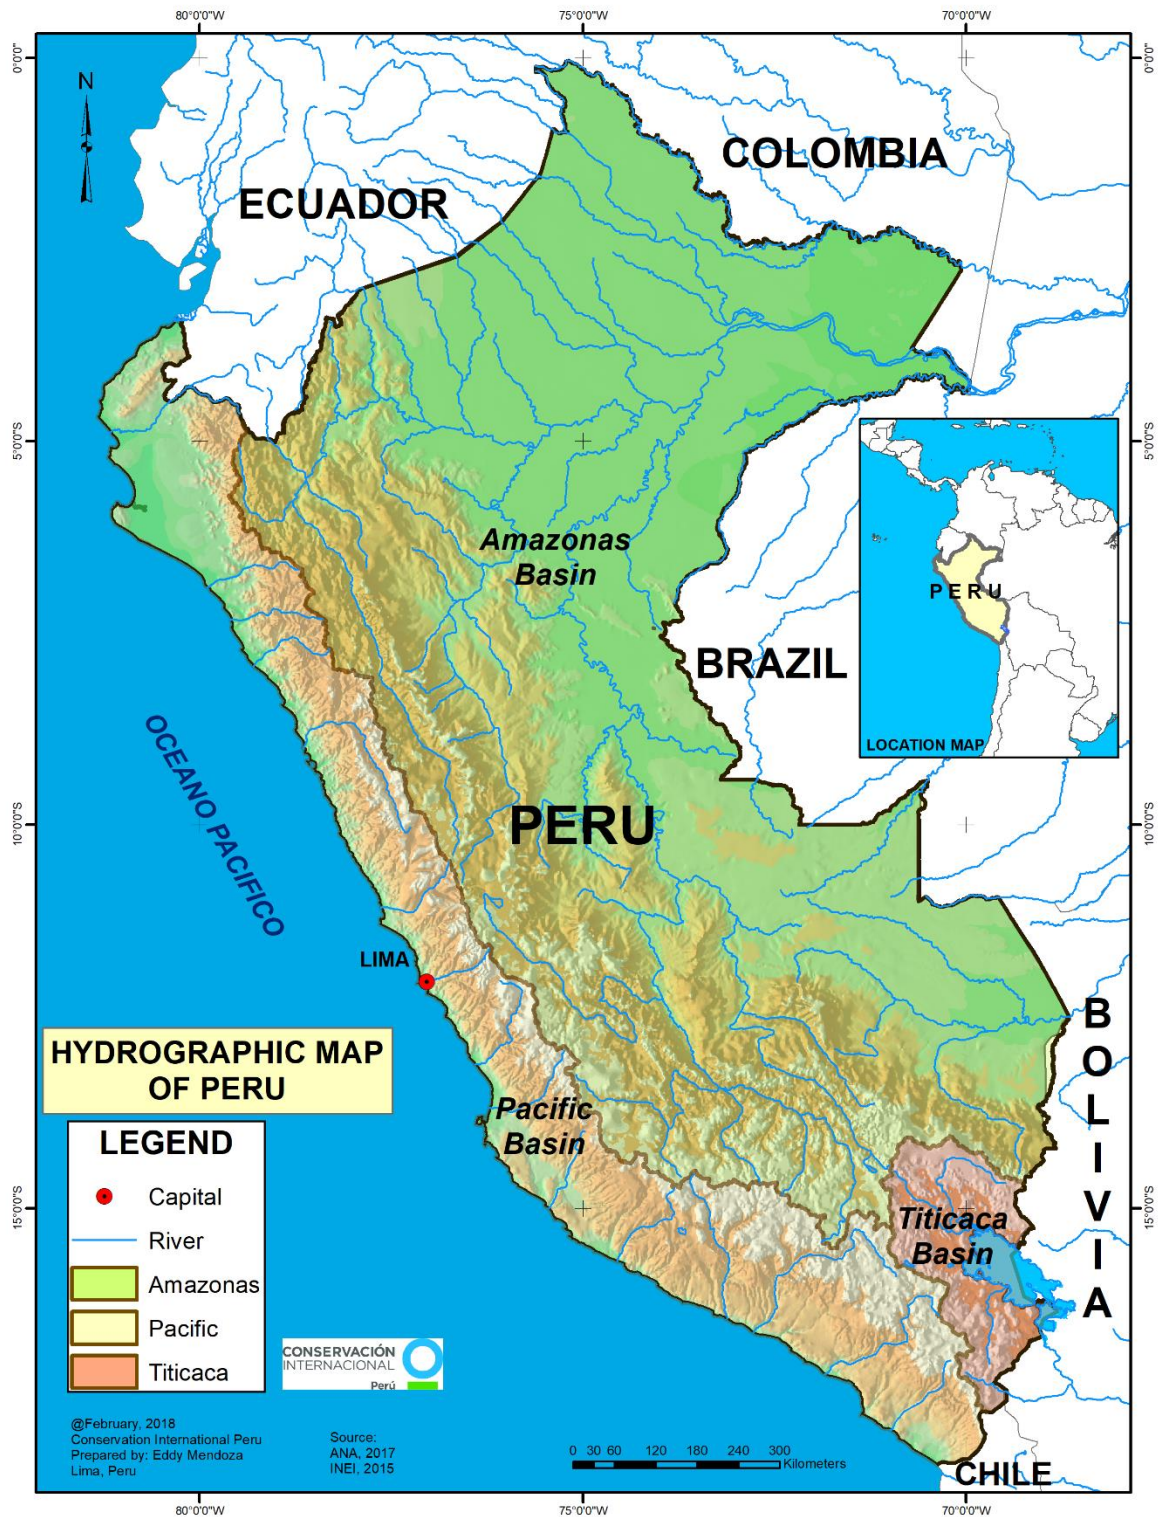 80°0'0"W
75°0'0"W
70°0'0"W
0°0'0"
0°0'0"
N
COLOMBIA
ECUADOR
5°0'0"S
5°0'0"S
Amazonas
Basin
PERU
LOCATION MAP
BRAZIL
OCEANO PACIFICO
PERU
10°0'0"S
10°0'0"S
LIMA
BOLIVIA
HYDROGRAPHIC MAP
OF PERU
Pacific
Basin
LEGEND
Capital
River
Amazonas
Pacific
Titicaca
15°0'0"S
15°0'0"S
Titicaca
Basin
CONSERVACIÓN
INTERNACIONAL
Perú
@February, 2018
Conservation International Peru
Prepared by: Eddy Mendoza
Lima, Peru
Source:
ANA, 2017
INEI, 2015
0 30 60 120 180 240 300
Kilometers
CHILE
80°0'0"W
75°0'0"W
70°0'0"W